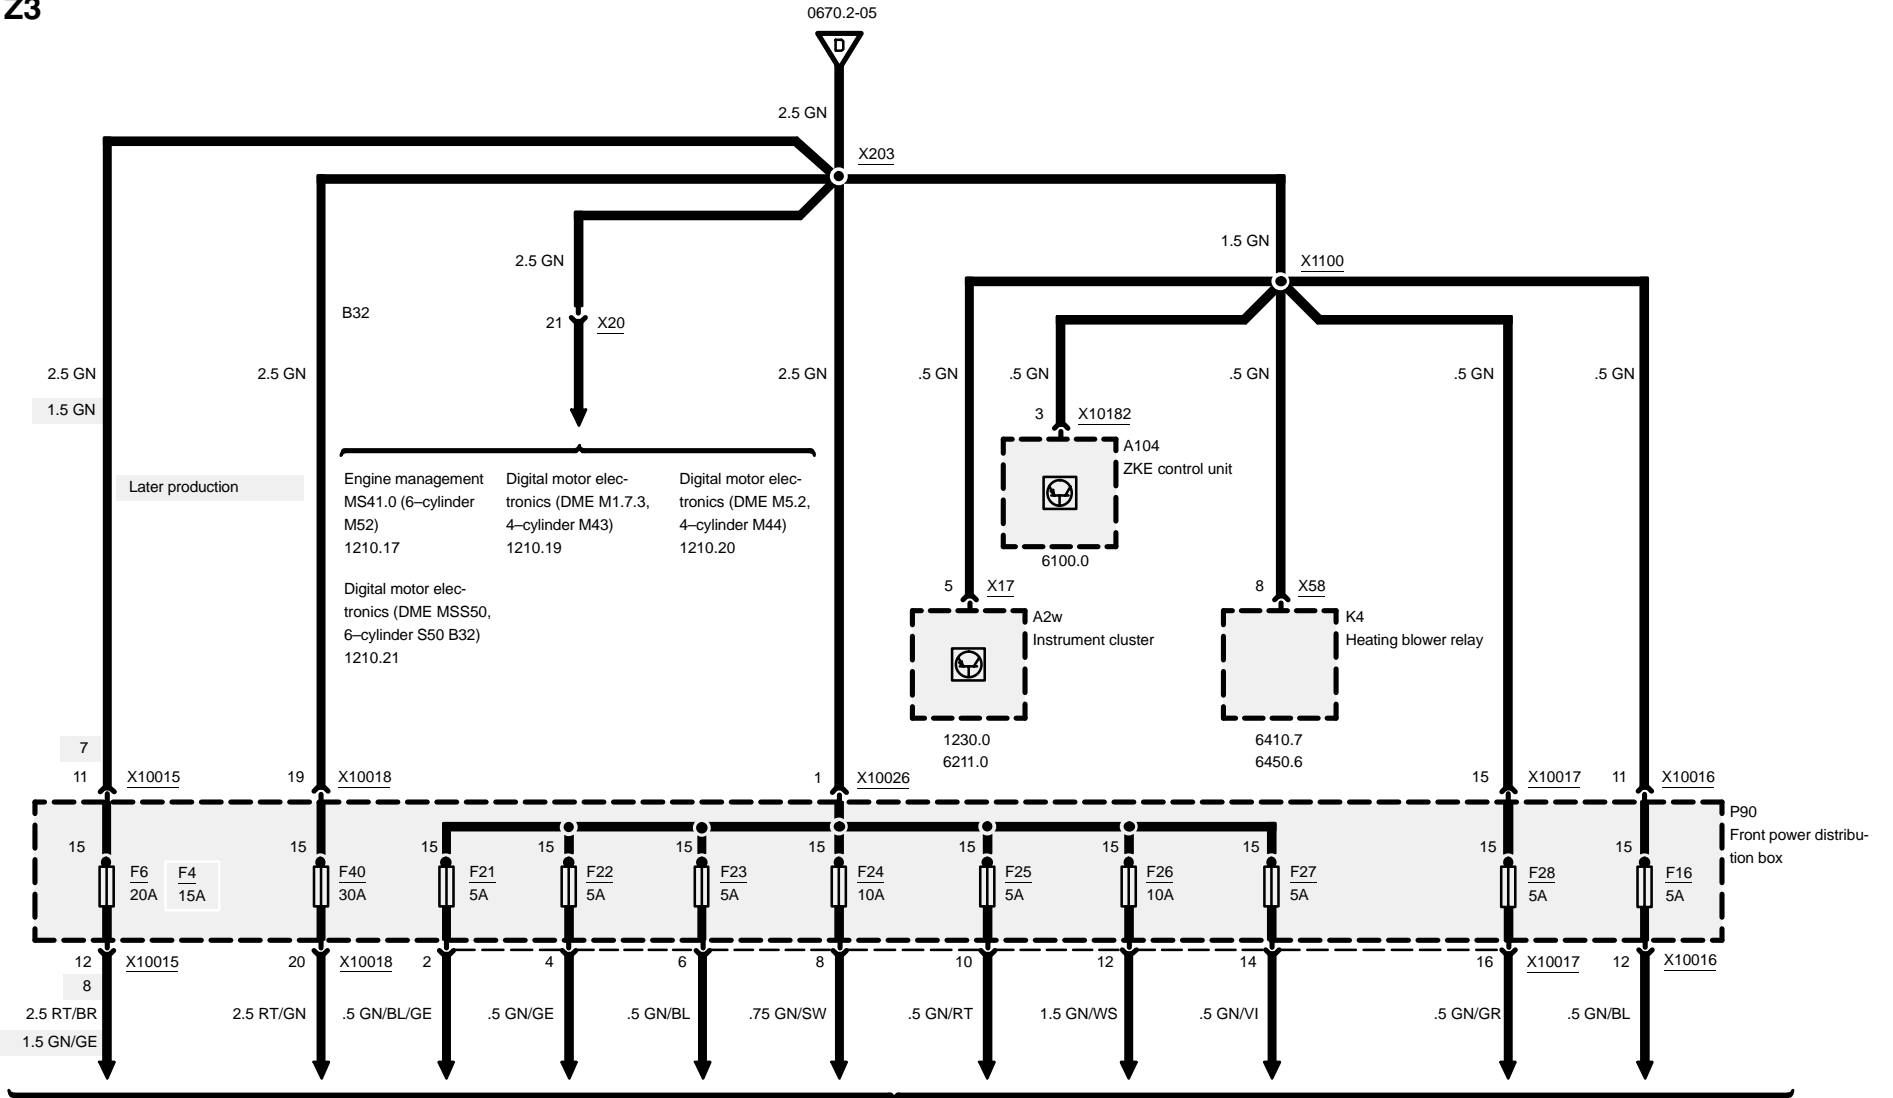 Z3
0670.2-05
D
2.5 GN
X203
1.5 GN
X1100
2.5 GN
B32
21 X20
2.5 GN
2.5 GN
2.5 GN
.5 GN
.5 GN
.5 GN
.5 GN
.5 GN
1.5 GN
3 X10182
A104
ZKE control unit
6100.0
Later production
Engine management
MS41.0 (6–cylinder
M52)
1210.17
Digital motor elec-
tronics (DME M1.7.3,
4–cylinder M43)
1210.19
Digital motor elec-
tronics (DME M5.2,
4–cylinder M44)
1210.20
Digital motor elec-
tronics (DME MSS50,
6–cylinder S50 B32)
1210.21
5 X17
A2w
Instrument cluster
1230.0
6211.0
8 X58
K4
Heating blower relay
6410.7
6450.6
7
11 X10015
19 X10018
1 X10026
15 X10017
11 X10016
P90
Front power distribu-
tion box
15 15 15 15 15 15 15 15 15 15 15
F6 F4 F40 F21 F22 F23 F24 F25 F26 F27 F28 F16
20A 15A 30A 5A 5A 5A 10A 5A 10A 5A 5A 5A
12 X10015 20 X10018 2 4 6 8 10 12 14 16 X10017 12 X10016
8
2.5 RT/BR 2.5 RT/GN .5 GN/BL/GE .5 GN/GE .5 GN/BL .75 GN/SW .5 GN/RT 1.5 GN/WS .5 GN/VI .5 GN/GR .5 GN/BL
1.5 GN/GE